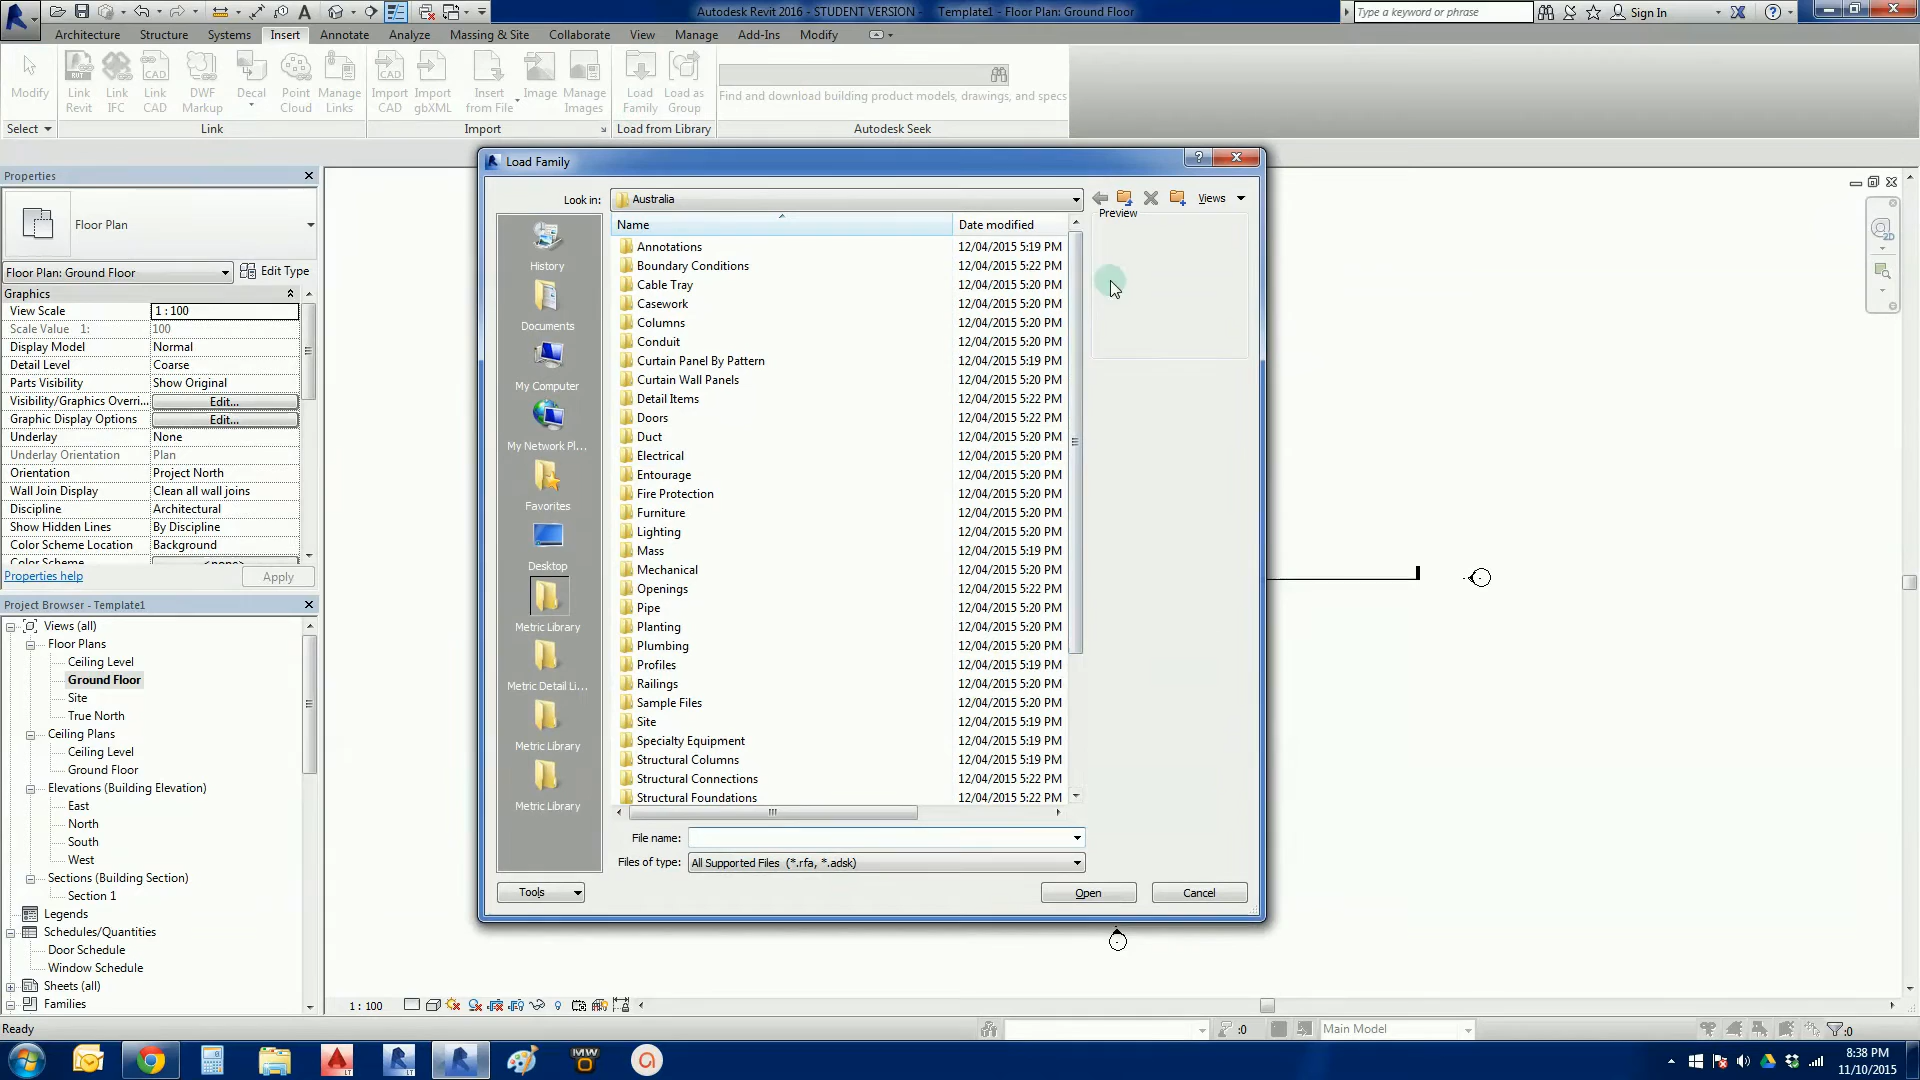 Autodesk Revit 2016 - STUDENT VERSION - Template1 - Floor Plan: Ground Floor
Type a keyword or phrase
Sign In
Architecture Structure Systems Insert Annotate Analyze Massing & Site Collaborate View Manage Add-Ins Modify
Modify
Link Revit
Link IFC
Link CAD
DWF Markup
Decal
Point Cloud
Manage Links
Import CAD
Import gbXML
Insert from File
Image
Manage Images
Load Family
Load as Group
Find and download building product models, drawings, and specs
Select Link Import Load from Library Autodesk Seek
Properties
Floor Plan
Floor Plan: Ground Floor Edit Type
Graphics
View Scale 1 : 100
Scale Value 1: 100
Display Model Normal
Detail Level Coarse
Parts Visibility Show Original
Visibility/Graphics Overri... Edit...
Graphic Display Options Edit...
Underlay None
Underlay Orientation Plan
Orientation Project North
Wall Join Display Clean all wall joins
Discipline Architectural
Show Hidden Lines By Discipline
Color Scheme Location Background
Color Scheme <none>
Properties help Apply
Project Browser - Template1
Views (all)
Floor Plans
Ceiling Level
Ground Floor
Site
True North
Ceiling Plans
Ceiling Level
Ground Floor
Elevations (Building Elevation)
East
North
South
West
Sections (Building Section)
Section 1
Legends
Schedules/Quantities
Door Schedule
Window Schedule
Sheets (all)
Families
Load Family
Look in: Australia Views
History
Documents
My Computer
My Network Pl...
Favorites
Desktop
Metric Library
Metric Detail Li...
Metric Library
Metric Library
Name Date modified
Annotations 12/04/2015 5:19 PM
Boundary Conditions 12/04/2015 5:22 PM
Cable Tray 12/04/2015 5:20 PM
Casework 12/04/2015 5:20 PM
Columns 12/04/2015 5:20 PM
Conduit 12/04/2015 5:20 PM
Curtain Panel By Pattern 12/04/2015 5:19 PM
Curtain Wall Panels 12/04/2015 5:20 PM
Detail Items 12/04/2015 5:22 PM
Doors 12/04/2015 5:22 PM
Duct 12/04/2015 5:20 PM
Electrical 12/04/2015 5:20 PM
Entourage 12/04/2015 5:20 PM
Fire Protection 12/04/2015 5:20 PM
Furniture 12/04/2015 5:20 PM
Lighting 12/04/2015 5:20 PM
Mass 12/04/2015 5:19 PM
Mechanical 12/04/2015 5:20 PM
Openings 12/04/2015 5:22 PM
Pipe 12/04/2015 5:20 PM
Planting 12/04/2015 5:20 PM
Plumbing 12/04/2015 5:20 PM
Profiles 12/04/2015 5:19 PM
Railings 12/04/2015 5:20 PM
Sample Files 12/04/2015 5:20 PM
Site 12/04/2015 5:19 PM
Specialty Equipment 12/04/2015 5:19 PM
Structural Columns 12/04/2015 5:19 PM
Structural Connections 12/04/2015 5:22 PM
Structural Foundations 12/04/2015 5:22 PM
Preview
File name:
Files of type: All Supported Files (*.rfa, *.adsk)
Tools Open Cancel
2D
1 : 100
Ready :0 Main Model :0
LT LT MW
8:38 PM
11/10/2015